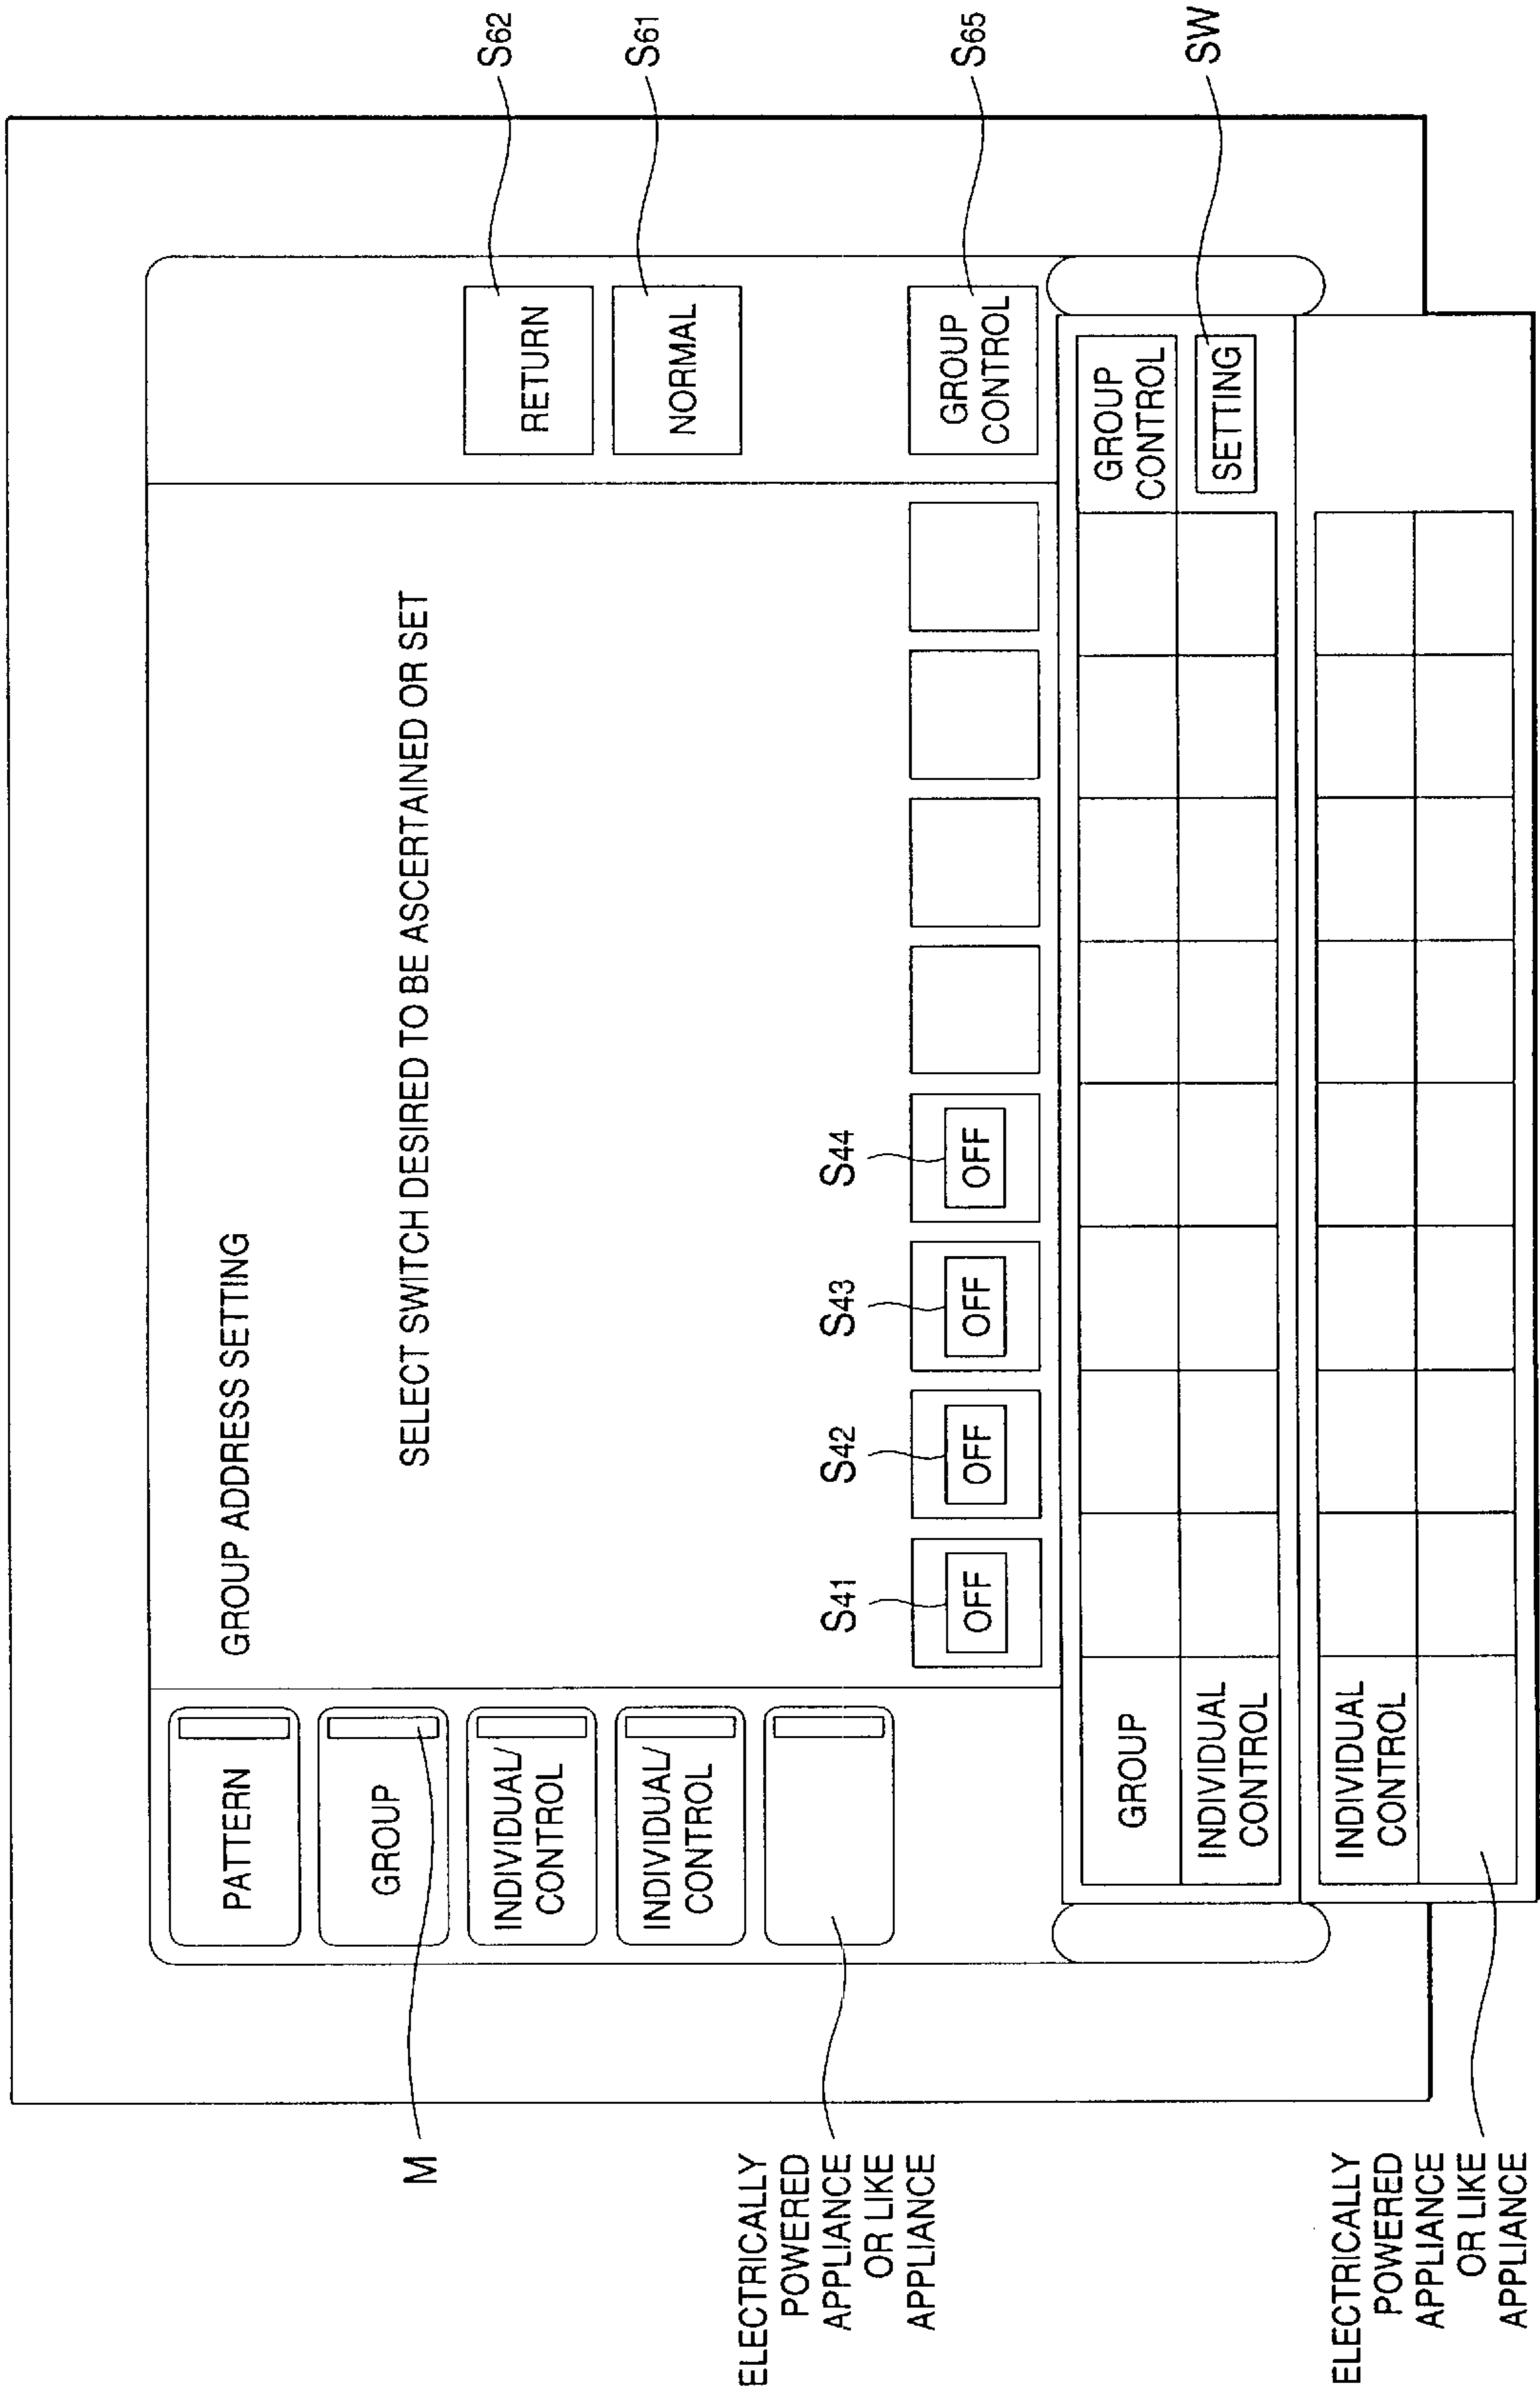 GROUP ADDRESS SETTING
SELECT SWITCH DESIRED TO BE ASCERTAINED OR SET
PATTERN
GROUP
INDIVIDUAL/
CONTROL
INDIVIDUAL/
CONTROL
M
ELECTRICALLY
POWERED
APPLIANCE
OR LIKE
APPLIANCE
RETURN
S62
NORMAL
S61
S41
S42
S43
S44
OFF
OFF
OFF
OFF
GROUP
CONTROL
S65
GROUP
GROUP
CONTROL
INDIVIDUAL
CONTROL
SETTING
SW
INDIVIDUAL
CONTROL
ELECTRICALLY
POWERED
APPLIANCE
OR LIKE
APPLIANCE